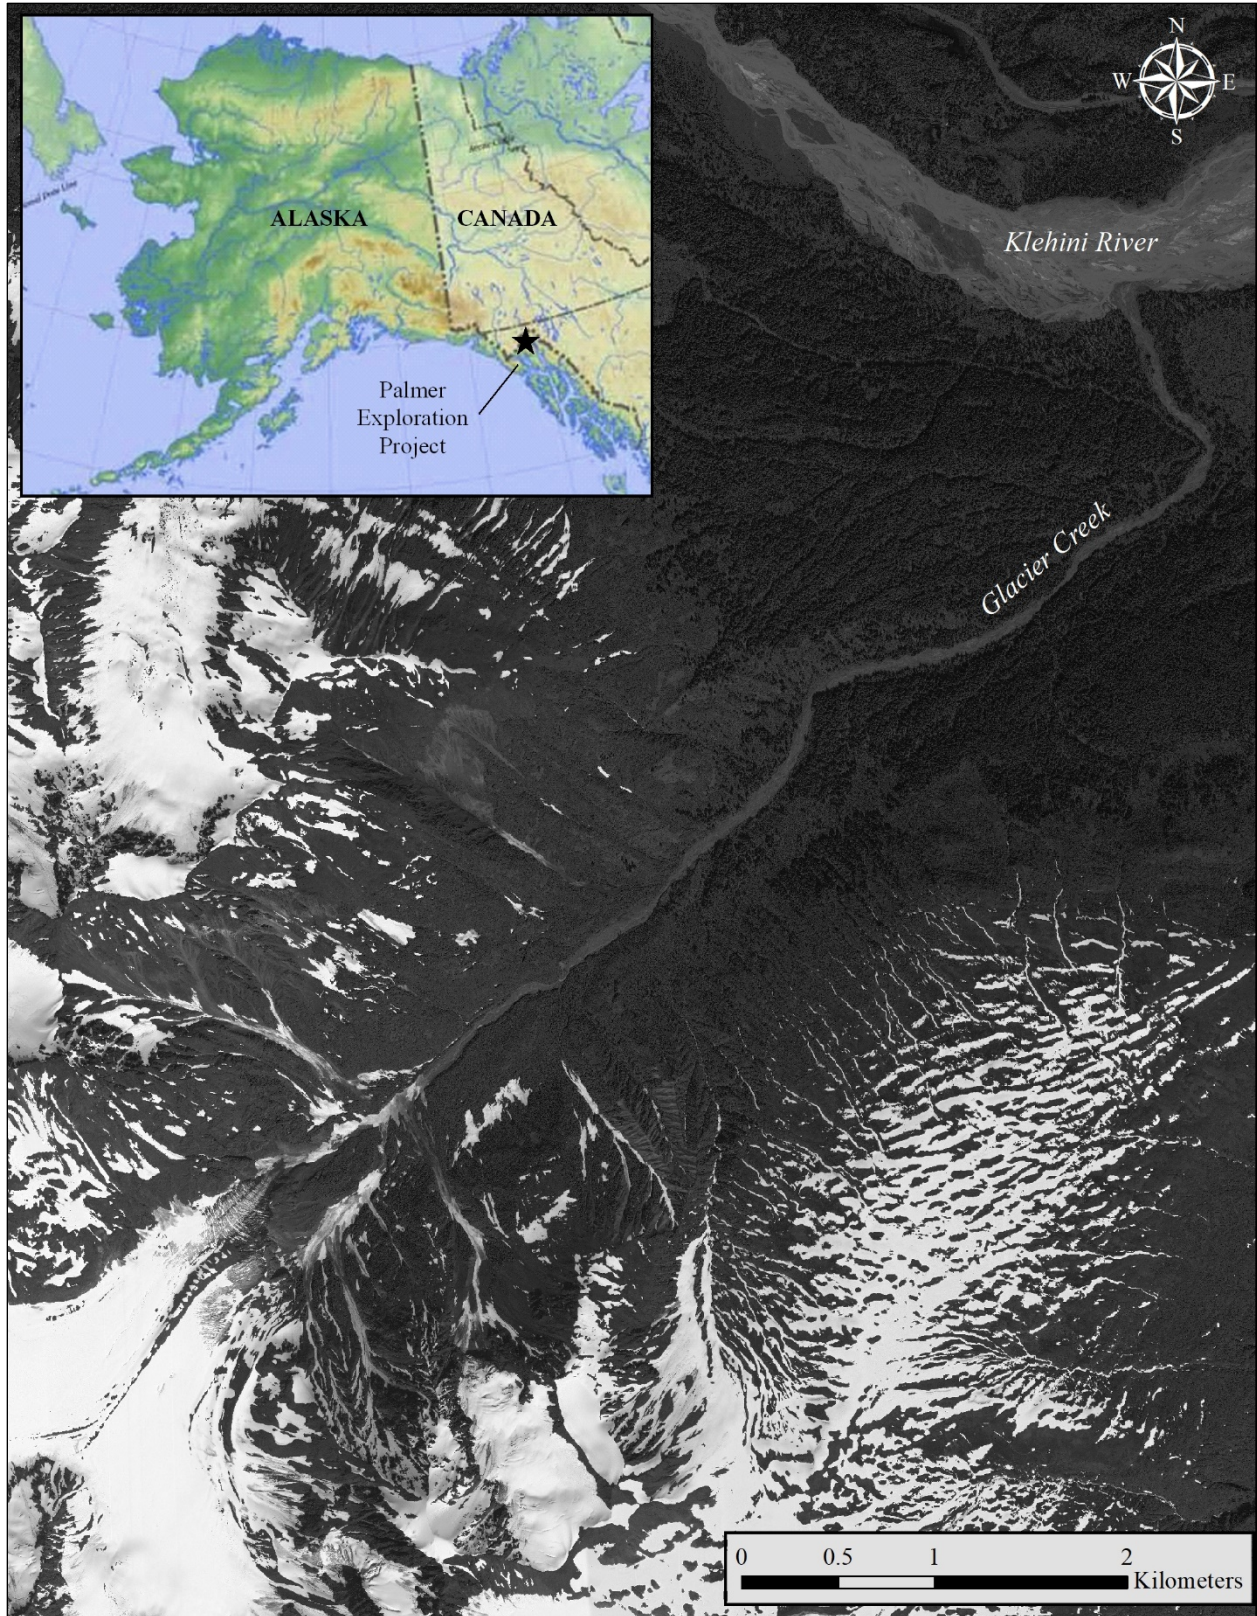 ALASKA
CANADA
Palmer
Exploration
Project
N
W
E
S
Klehini River
Glacier Creek
0
0.5
1
2
Kilometers